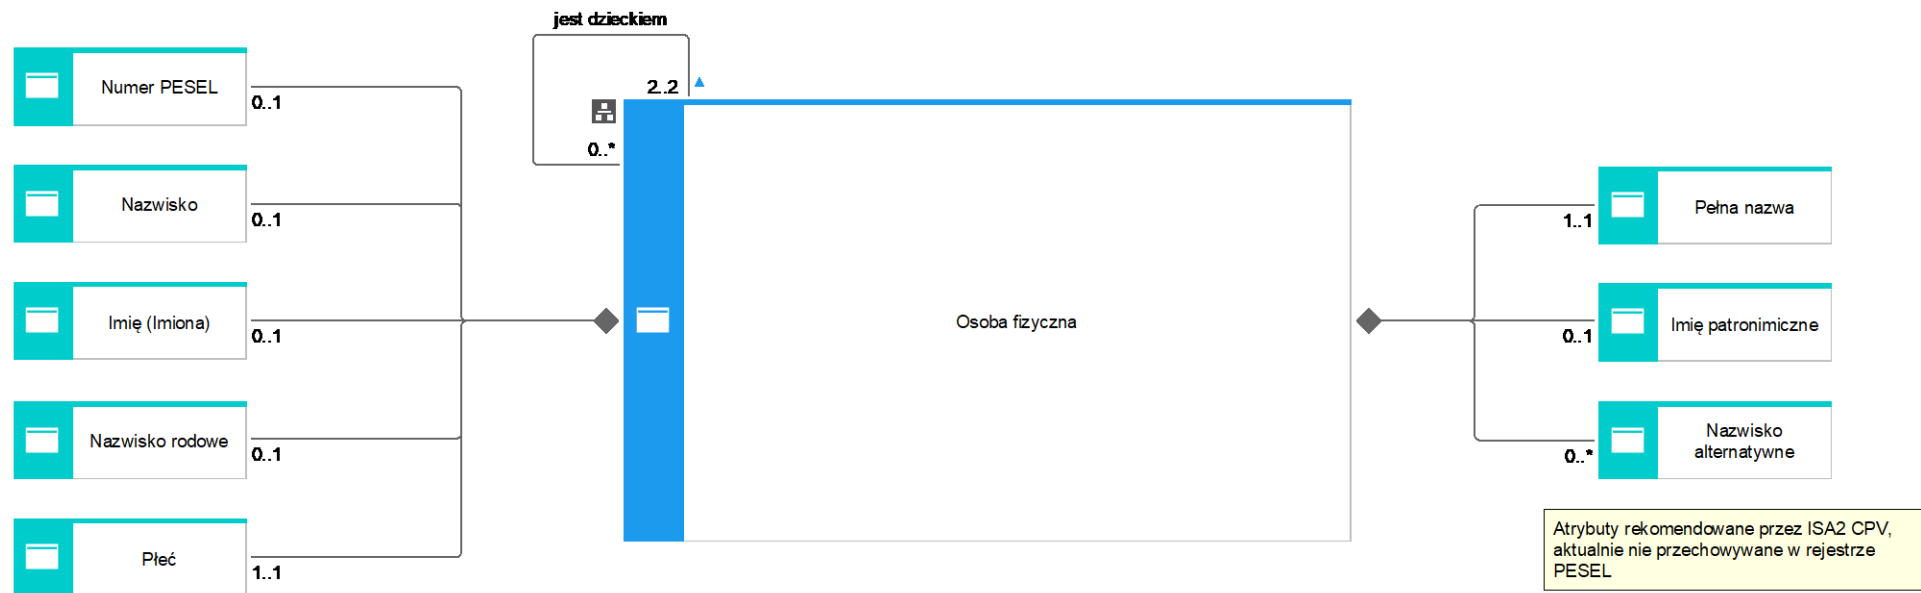 jest dzieckiem
2..2
0..*
Numer PESEL
0..1
Nazwisko
0..1
Imię (Imiona)
0..1
Nazwisko rodowe
0..1
Płeć
1..1
Osoba fizyczna
Pełna nazwa
1..1
Imię patronimiczne
0..1
Nazwisko
alternatywne
0..*
Atrybuty rekomendowane przez ISA2 CPV,
aktualnie nie przechowywane w rejestrze
PESEL